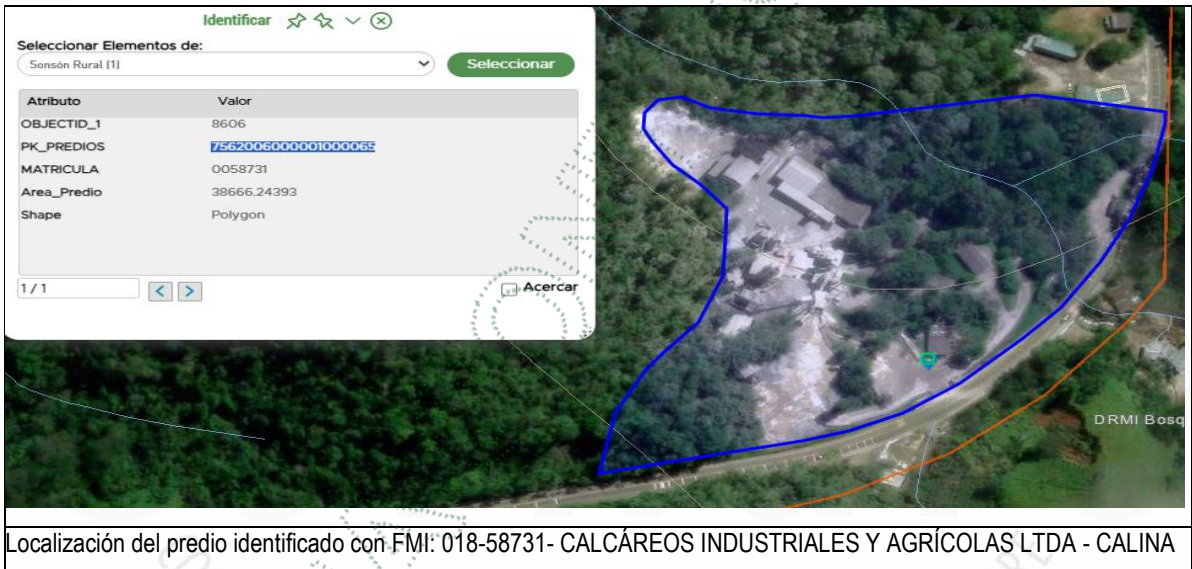 Identificar
Seleccionar Elementos de:
Sonsón Rural (1)
Seleccionar
Atributo Valor
OBJECTID_1 8606
PK_PREDIOS 7562006000001000065
MATRICULA 0058731
Area_Predio 38666.24393
Shape Polygon
1 / 1
< >
Acercar
DRMI Bosq
Localización del predio identificado con FMI: 018-58731- CALCÁREOS INDUSTRIALES Y AGRÍCOLAS LTDA - CALINA